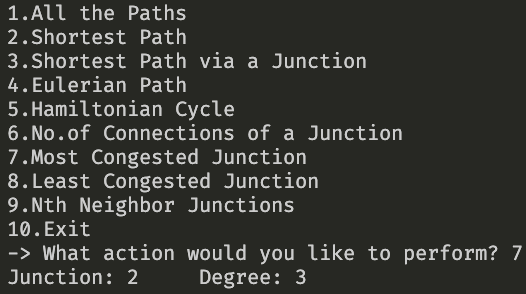 1.All the Paths
2.Shortest Path
3.Shortest Path via a Junction
4.Eulerian Path
5.Hamiltonian Cycle
6.No.of Connections of a Junction
7.Most Congested Junction
8.Least Congested Junction
9.Nth Neighbor Junctions
10.Exit
-> What action would you like to perform? 7
Junction: 2     Degree: 3